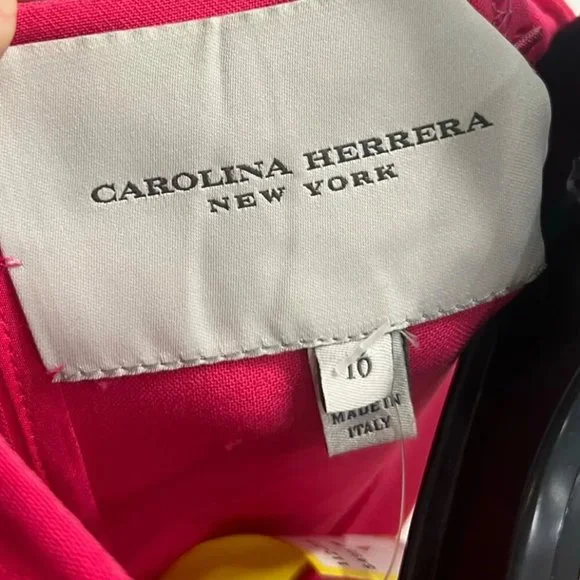 CAROLINA HERRERA
NEW YORK
10
MADE IN
ITALY